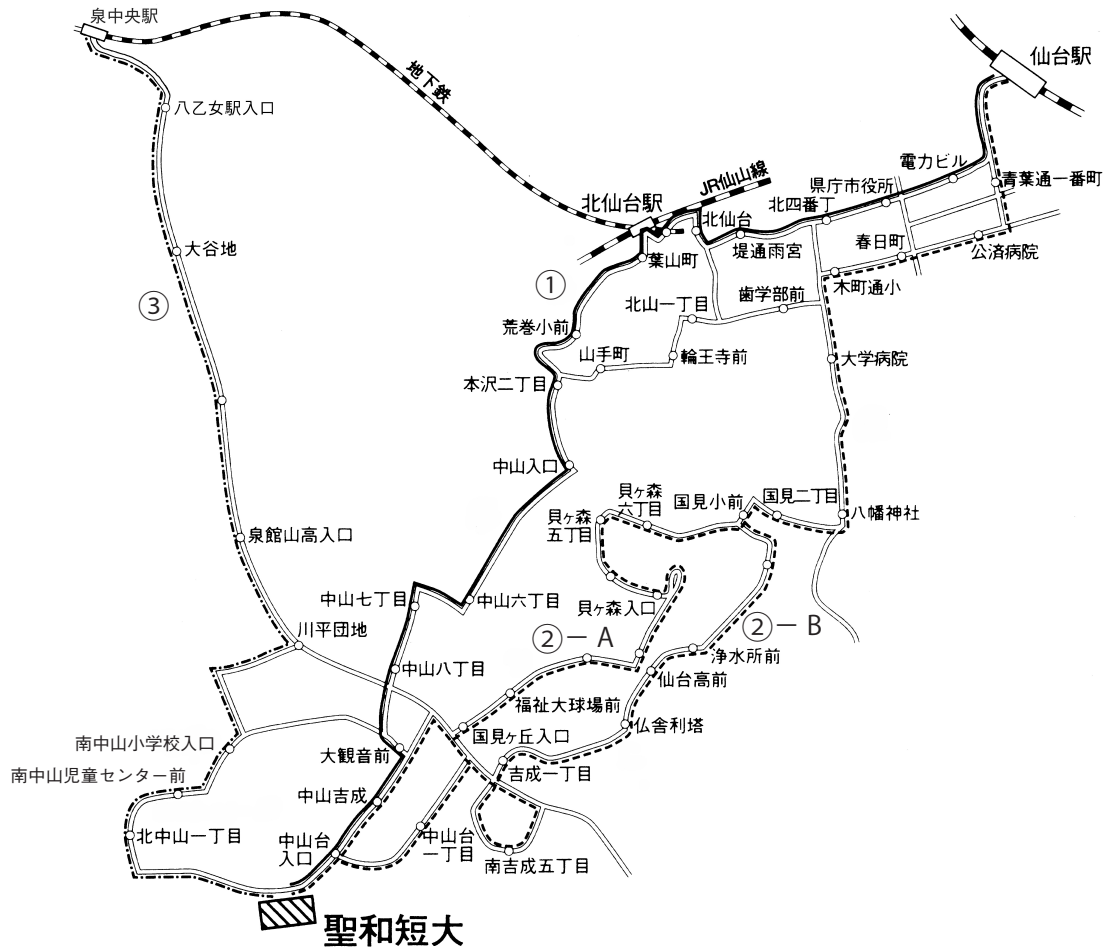 泉中央駅
仙台駅
地下鉄
八乙女駅入口
電力ビル
JR仙山線
県庁市役所
青葉通一番町
北仙台駅
北仙台
北四番丁
春日町
堤通雨宮
公済病院
大谷地
葉山町
木町通小
①
③
北山一丁目
歯学部前
荒巻小前
山手町
輪王寺前
大学病院
本沢二丁目
中山入口
貝ヶ森
六丁目
国見小前
国見二丁目
貝ヶ森
五丁目
八幡神社
泉館山高入口
中山七丁目
中山六丁目
貝ヶ森入口
川平団地
②－A
②－B
浄水所前
中山八丁目
仙台高前
福祉大球場前
仏舎利塔
南中山小学校入口
大観音前
国見ヶ丘入口
吉成一丁目
南中山児童センター前
中山吉成
北中山一丁目
中山台
入口
中山台
一丁目
南吉成五丁目
聖和短大